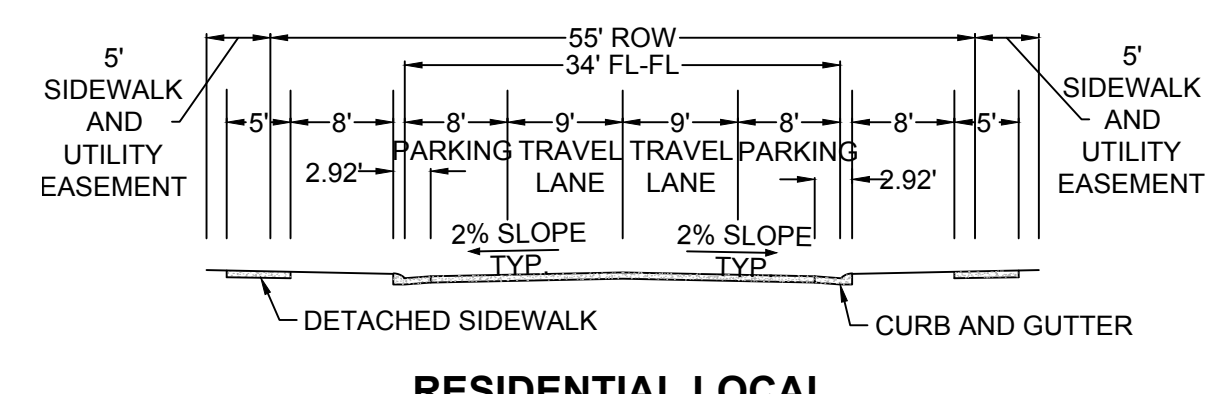 55' ROW
34' FL-FL
5'
SIDEWALK
AND
UTILITY
EASEMENT
5'
SIDEWALK
AND
UTILITY
EASEMENT
5' 8' 8' 9' 9' 8' 8' 5'
PARKING TRAVEL LANE TRAVEL LANE PARKING
2.92' 2.92'
2% SLOPE TYP.
2% SLOPE TYP
DETACHED SIDEWALK
CURB AND GUTTER
RESIDENTIAL LOCAL